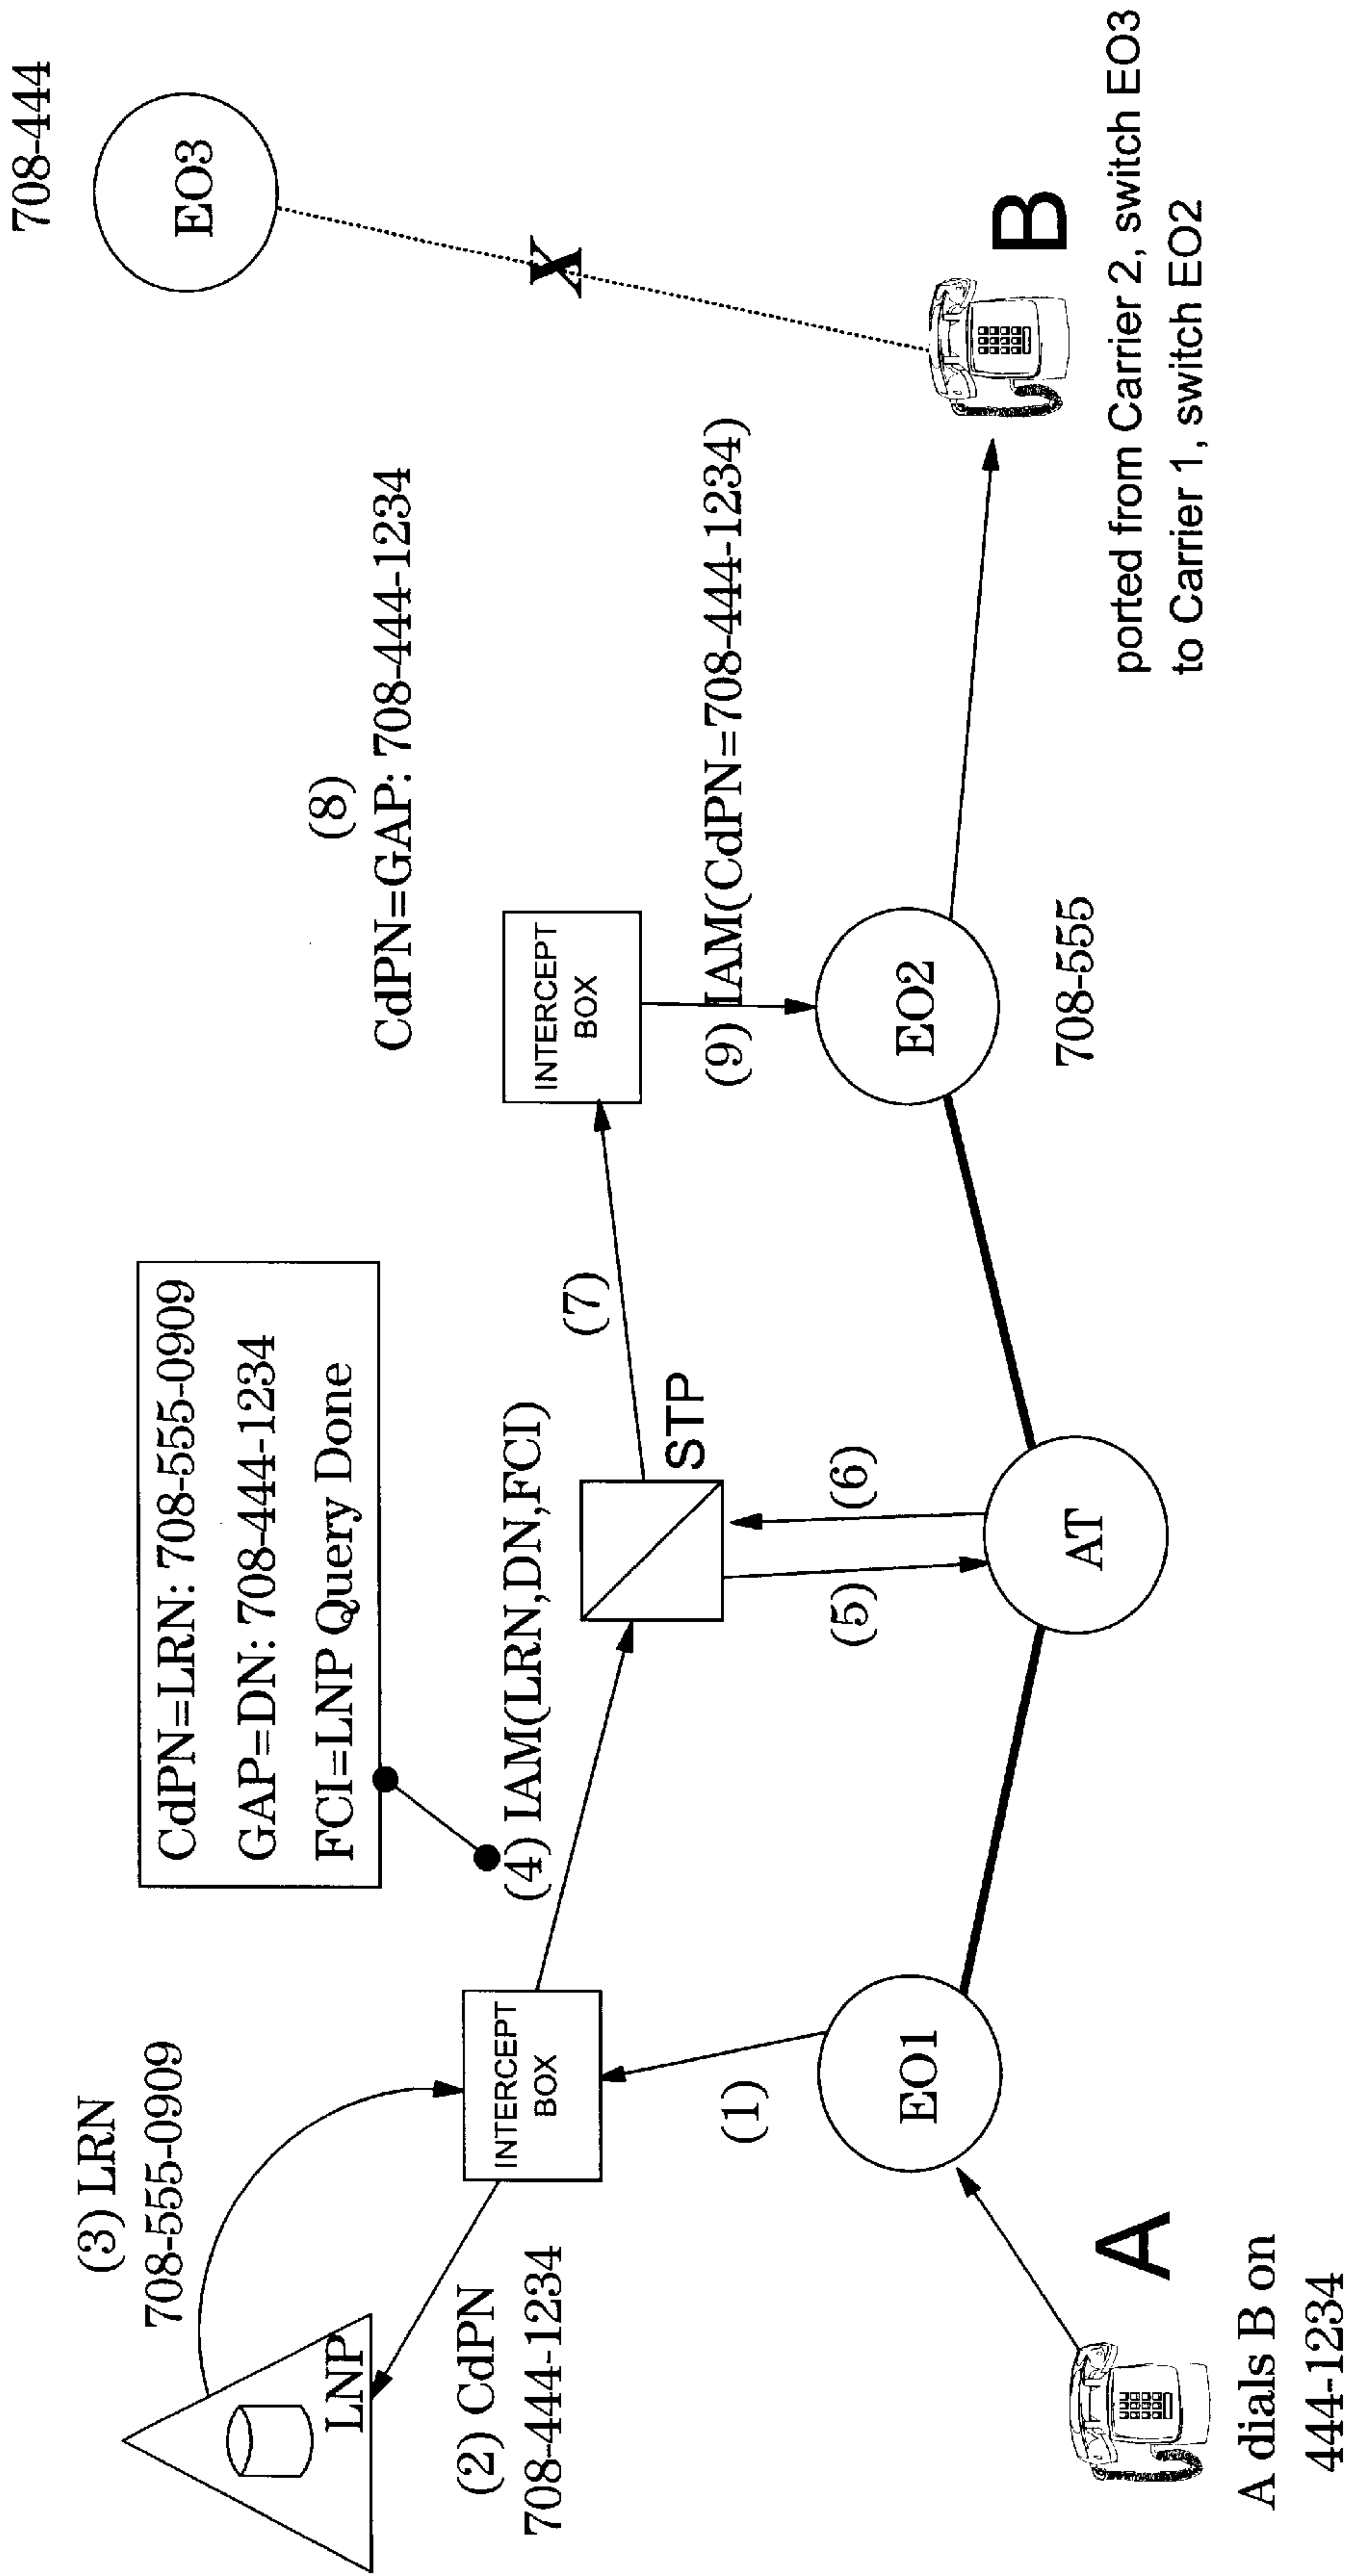 708-444
EO3
(3) LRN
708-555-0909
LNP
(2) CdPN
708-444-1234
CdPN=LRN: 708-555-0909
GAP=DN: 708-444-1234
FCI=LNP Query Done
(8)
CdPN=GAP: 708-444-1234
INTERCEPT
BOX
(4) IAM(LRN,DN,FCI)
(7)
INTERCEPT
BOX
STP
(1)
(5)
(6)
(9) IAM(CdPN=708-444-1234)
X
EO1
AT
EO2
708-555
A
A dials B on
444-1234
B
ported from Carrier 2, switch EO3
to Carrier 1, switch EO2